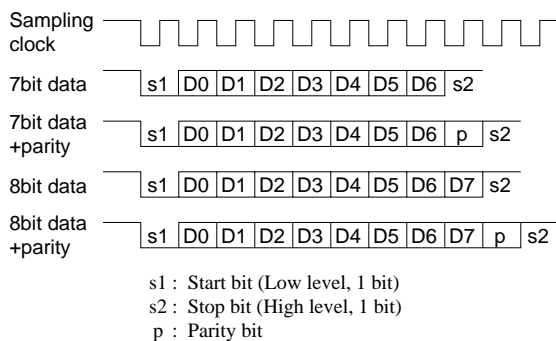 Sampling
clock
7bit data s1 D0 D1 D2 D3 D4 D5 D6 s2
7bit data
+parity s1 D0 D1 D2 D3 D4 D5 D6 p s2
8bit data s1 D0 D1 D2 D3 D4 D5 D6 D7 s2
8bit data
+parity s1 D0 D1 D2 D3 D4 D5 D6 D7 p s2
s1 : Start bit (Low level, 1 bit)
s2 : Stop bit (High level, 1 bit)
p : Parity bit